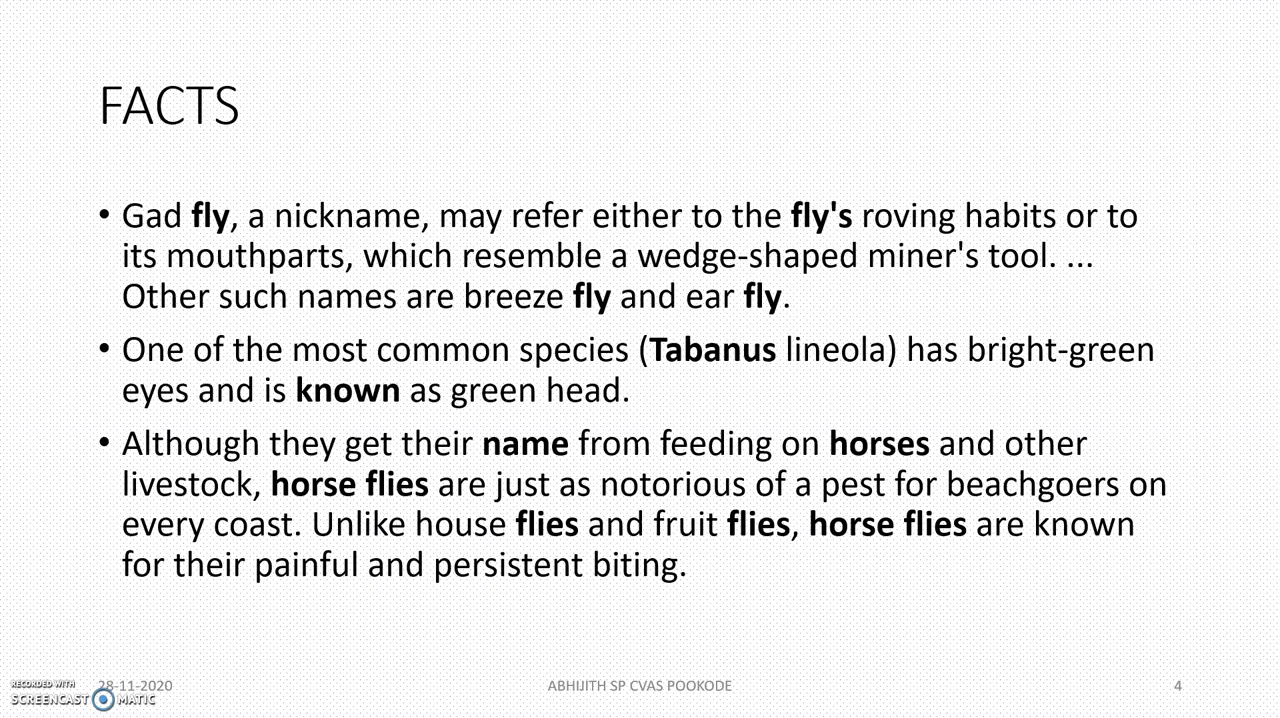 FACTS
• Gad fly, a nickname, may refer either to the fly's roving habits or to
its mouthparts, which resemble a wedge-shaped miner's tool. ...
Other such names are breeze fly and ear fly.
• One of the most common species (Tabanus lineola) has bright-green
eyes and is known as green head.
• Although they get their name from feeding on horses and other
livestock, horse flies are just as notorious of a pest for beachgoers on
every coast. Unlike house flies and fruit flies, horse flies are known
for their painful and persistent biting.
RECORDED WITH
SCREENCAST MATIC
28-11-2020
ABHIJITH SP CVAS POOKODE
4